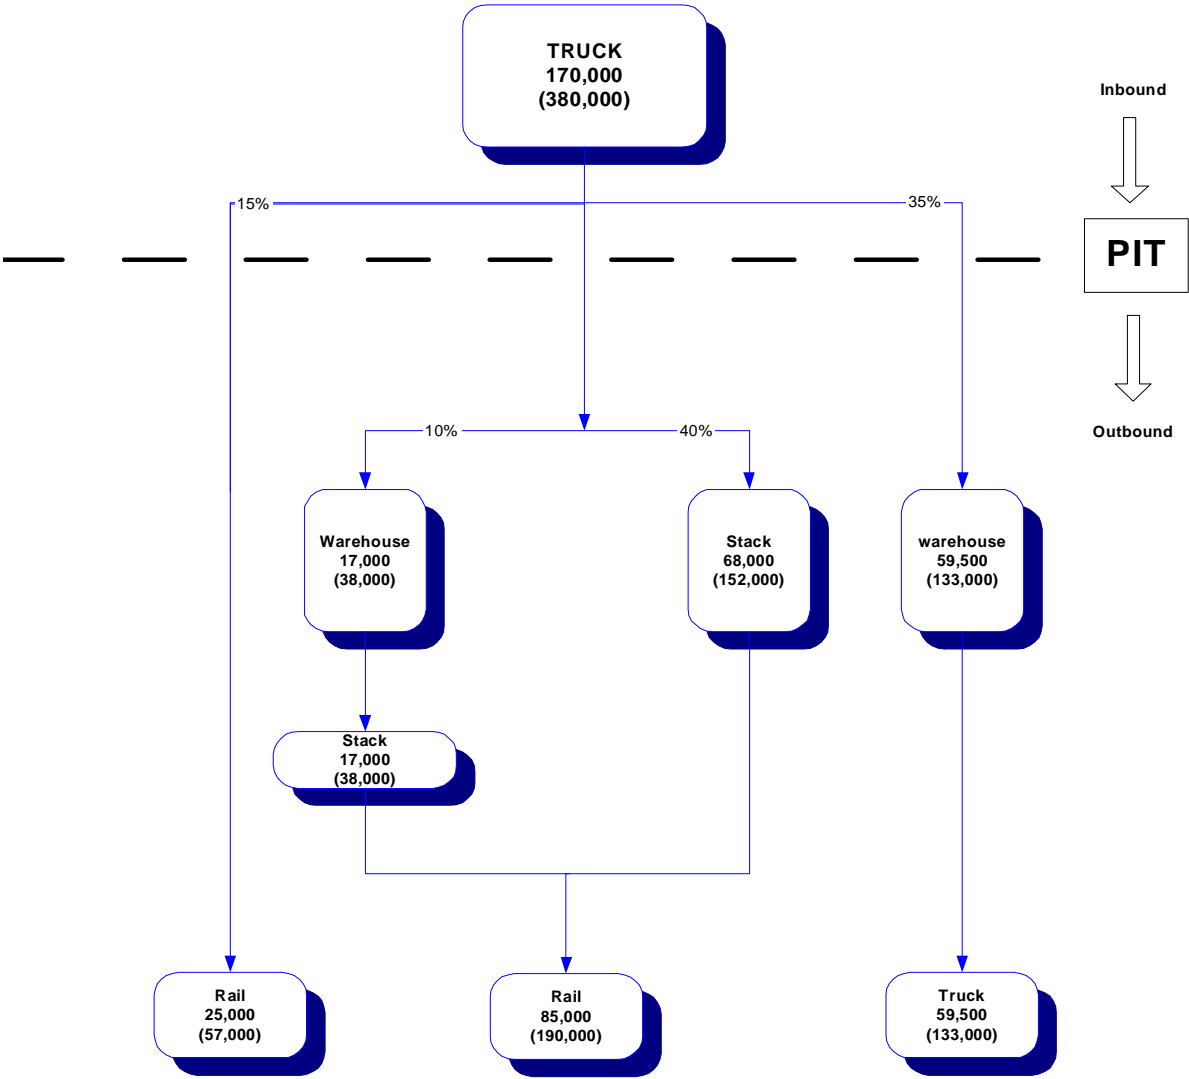 TRUCK
170,000
(380,000)
Inbound
15%
35%
PIT
Outbound
10%
40%
Warehouse
17,000
(38,000)
Stack
68,000
(152,000)
warehouse
59,500
(133,000)
Stack
17,000
(38,000)
Rail
25,000
(57,000)
Rail
85,000
(190,000)
Truck
59,500
(133,000)